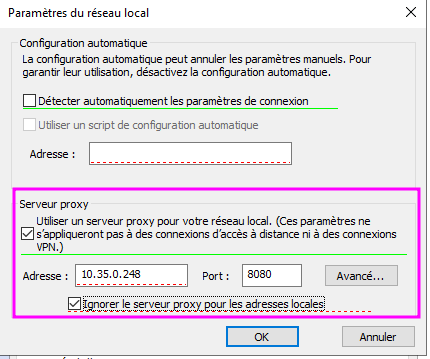 Paramètres du réseau local
Configuration automatique
La configuration automatique peut annuler les paramètres manuels. Pour
garantir leur utilisation, désactivez la configuration automatique.
Détecter automatiquement les paramètres de connexion
Utiliser un script de configuration automatique
Adresse :
Serveur proxy
Utiliser un serveur proxy pour votre réseau local. (Ces paramètres ne
s'appliqueront pas à des connexions d'accès à distance ni à des connexions
VPN.)
Adresse : 10.35.0.248 Port : 8080 Avancé...
Ignorer le serveur proxy pour les adresses locales
OK Annuler